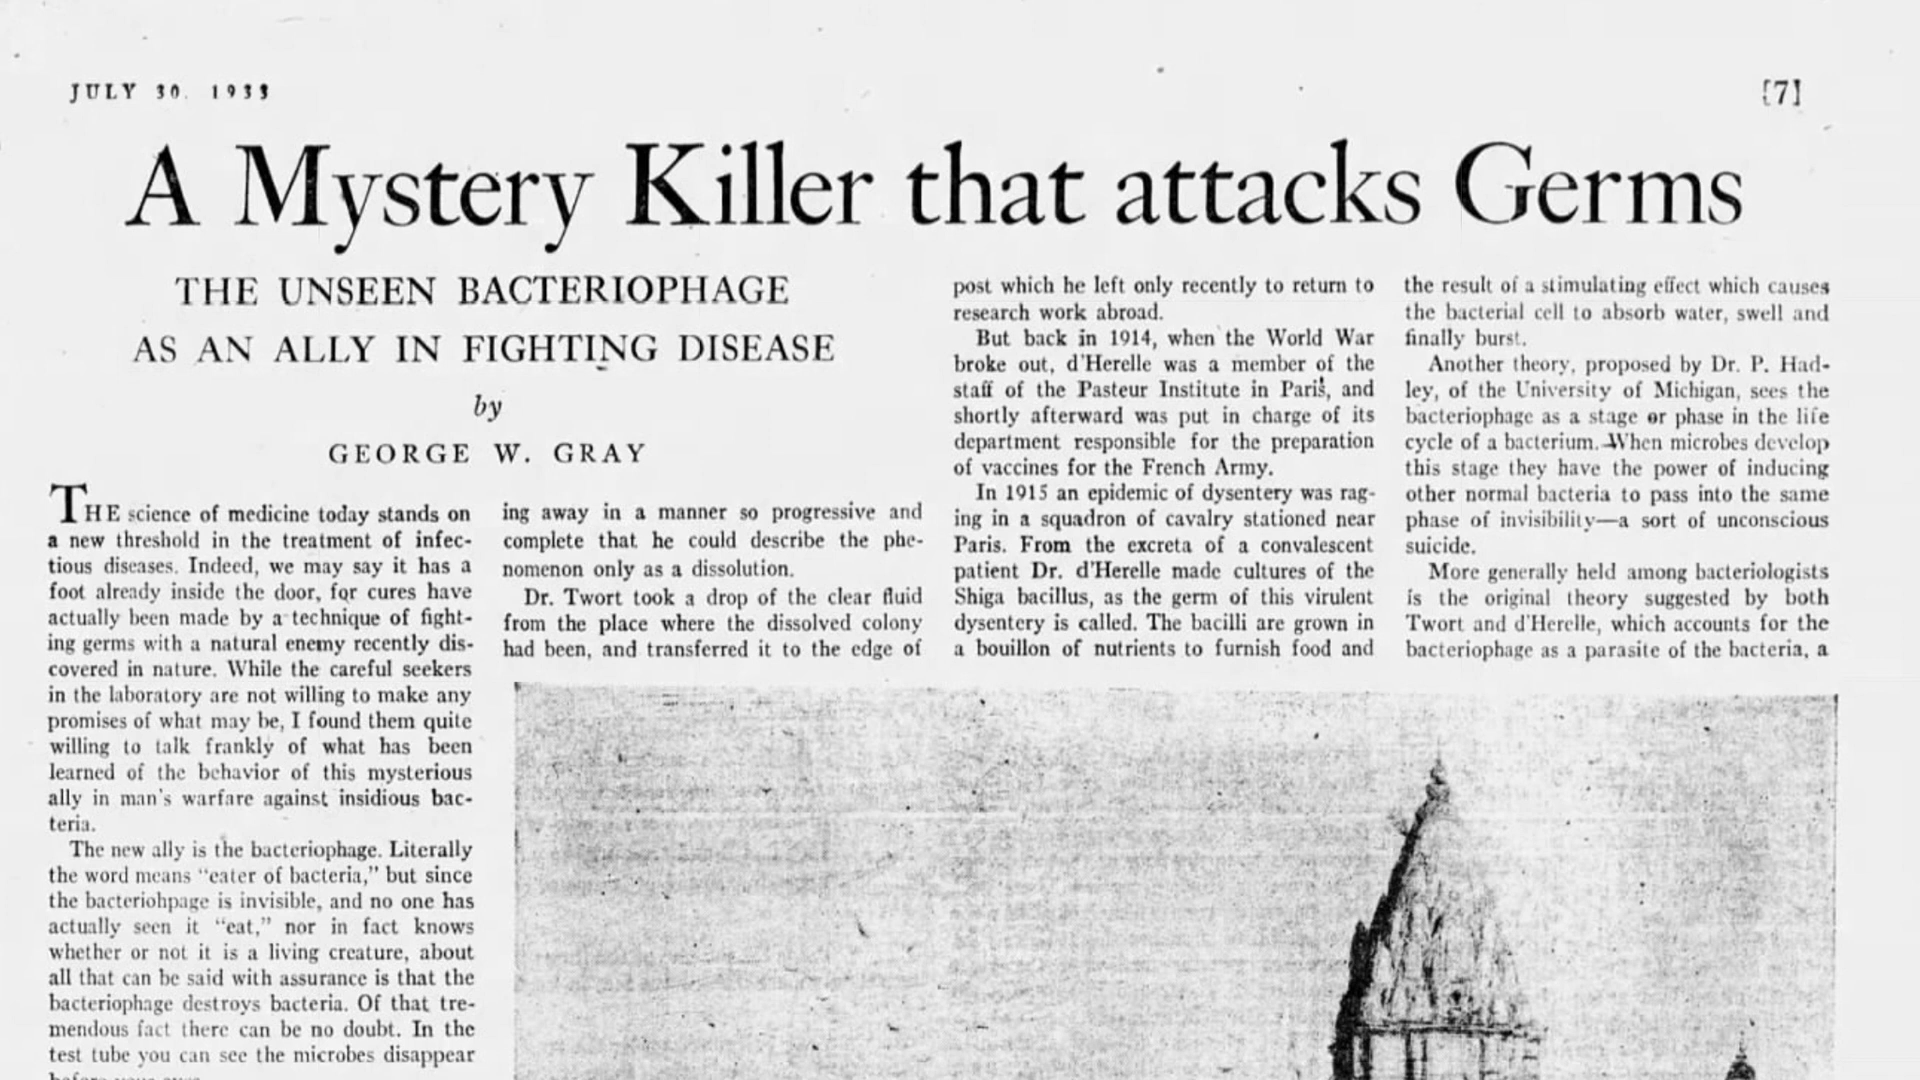 JULY 30. 1933
[7]
A Mystery Killer that attacks Germs
THE UNSEEN BACTERIOPHAGE
AS AN ALLY IN FIGHTING DISEASE
by
GEORGE W. GRAY
THE science of medicine today stands on
a new threshold in the treatment of infec-
tious diseases. Indeed, we may say it has a
foot already inside the door, for cures have
actually been made by a technique of fight-
ing germs with a natural enemy recently dis-
covered in nature. While the careful seekers
in the laboratory are not willing to make any
promises of what may be, I found them quite
willing to talk frankly of what has been
learned of the behavior of this mysterious
ally in man's warfare against insidious bac-
teria.
The new ally is the bacteriophage. Literally
the word means "eater of bacteria," but since
the bacteriohpage is invisible, and no one has
actually seen it "eat," nor in fact knows
whether or not it is a living creature, about
all that can be said with assurance is that the
bacteriophage destroys bacteria. Of that tre-
mendous fact there can be no doubt. In the
test tube you can see the microbes disappear
ing away in a manner so progressive and
complete that he could describe the phe-
nomenon only as a dissolution.
Dr. Twort took a drop of the clear fluid
from the place where the dissolved colony
had been, and transferred it to the edge of
post which he left only recently to return to
research work abroad.
But back in 1914, when the World War
broke out, d'Herelle was a member of the
staff of the Pasteur Institute in Paris, and
shortly afterward was put in charge of its
department responsible for the preparation
of vaccines for the French Army.
In 1915 an epidemic of dysentery was rag-
ing in a squadron of cavalry stationed near
Paris. From the excreta of a convalescent
patient Dr. d'Herelle made cultures of the
Shiga bacillus, as the germ of this virulent
dysentery is called. The bacilli are grown in
a bouillon of nutrients to furnish food and
the result of a stimulating effect which causes
the bacterial cell to absorb water, swell and
finally burst.
Another theory, proposed by Dr. P. Had-
ley, of the University of Michigan, sees the
bacteriophage as a stage or phase in the life
cycle of a bacterium. When microbes develop
this stage they have the power of inducing
other normal bacteria to pass into the same
phase of invisibility—a sort of unconscious
suicide.
More generally held among bacteriologists
is the original theory suggested by both
Twort and d'Herelle, which accounts for the
bacteriophage as a parasite of the bacteria, a